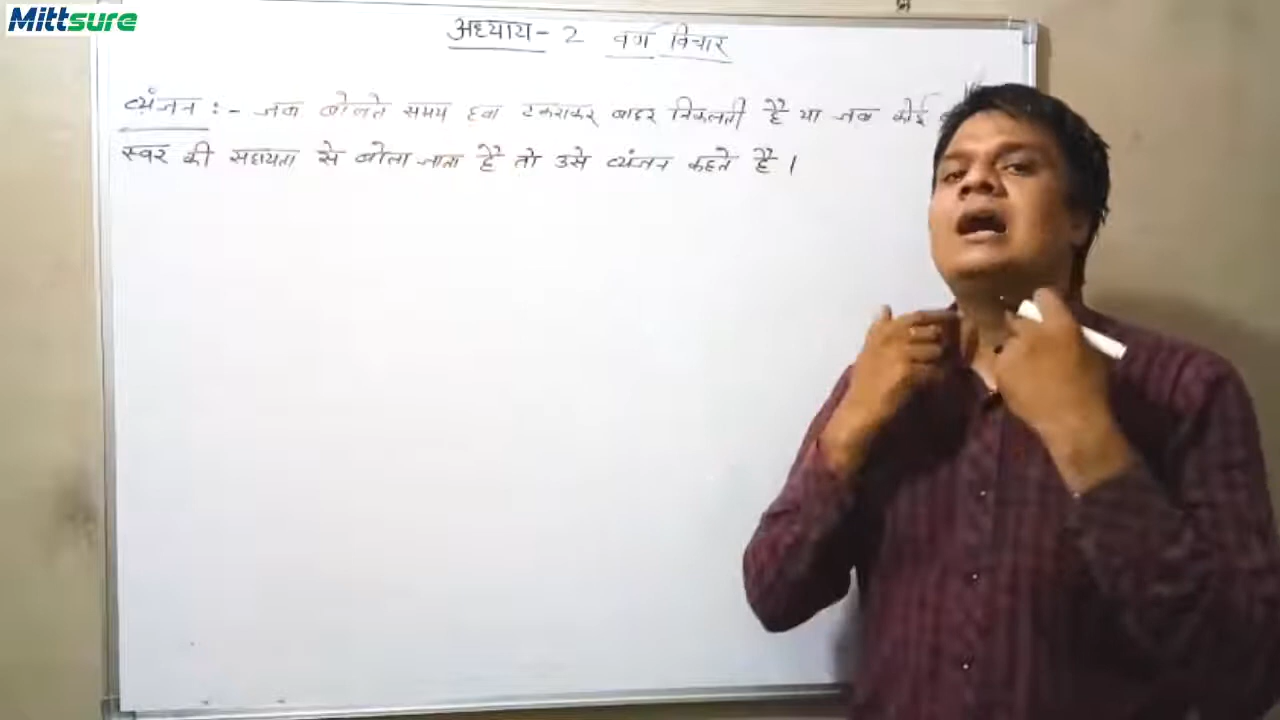 Mittsure
अध्याय- 2 वर्ण विचार
व्यंजन :- जब बोलते समय हवा टकराकर बाहर निकलती है या जब कोई
स्वर की सहायता से बोला जाता है तो उसे व्यंजन कहते है ।